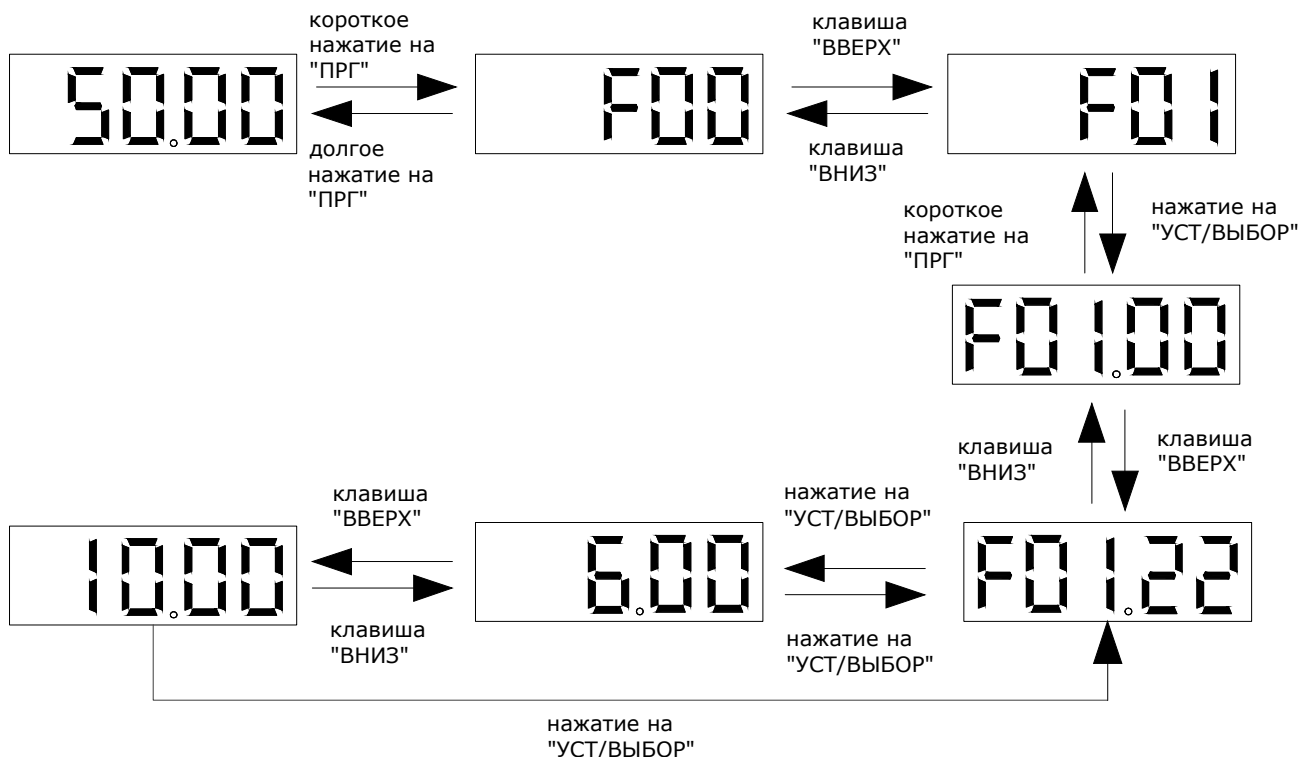 короткое
нажатие на
"ПРГ"
клавиша
"ВВЕРХ"
50.00
F00
F01
долгое
нажатие на
"ПРГ"
клавиша
"ВНИЗ"
короткое
нажатие на
"ПРГ"
нажатие на
"УСТ/ВЫБОР"
F01.00
клавиша
"ВНИЗ"
клавиша
"ВВЕРХ"
клавиша
"ВВЕРХ"
нажатие на
"УСТ/ВЫБОР"
10.00
6.00
F01.22
клавиша
"ВНИЗ"
нажатие на
"УСТ/ВЫБОР"
нажатие на
"УСТ/ВЫБОР"